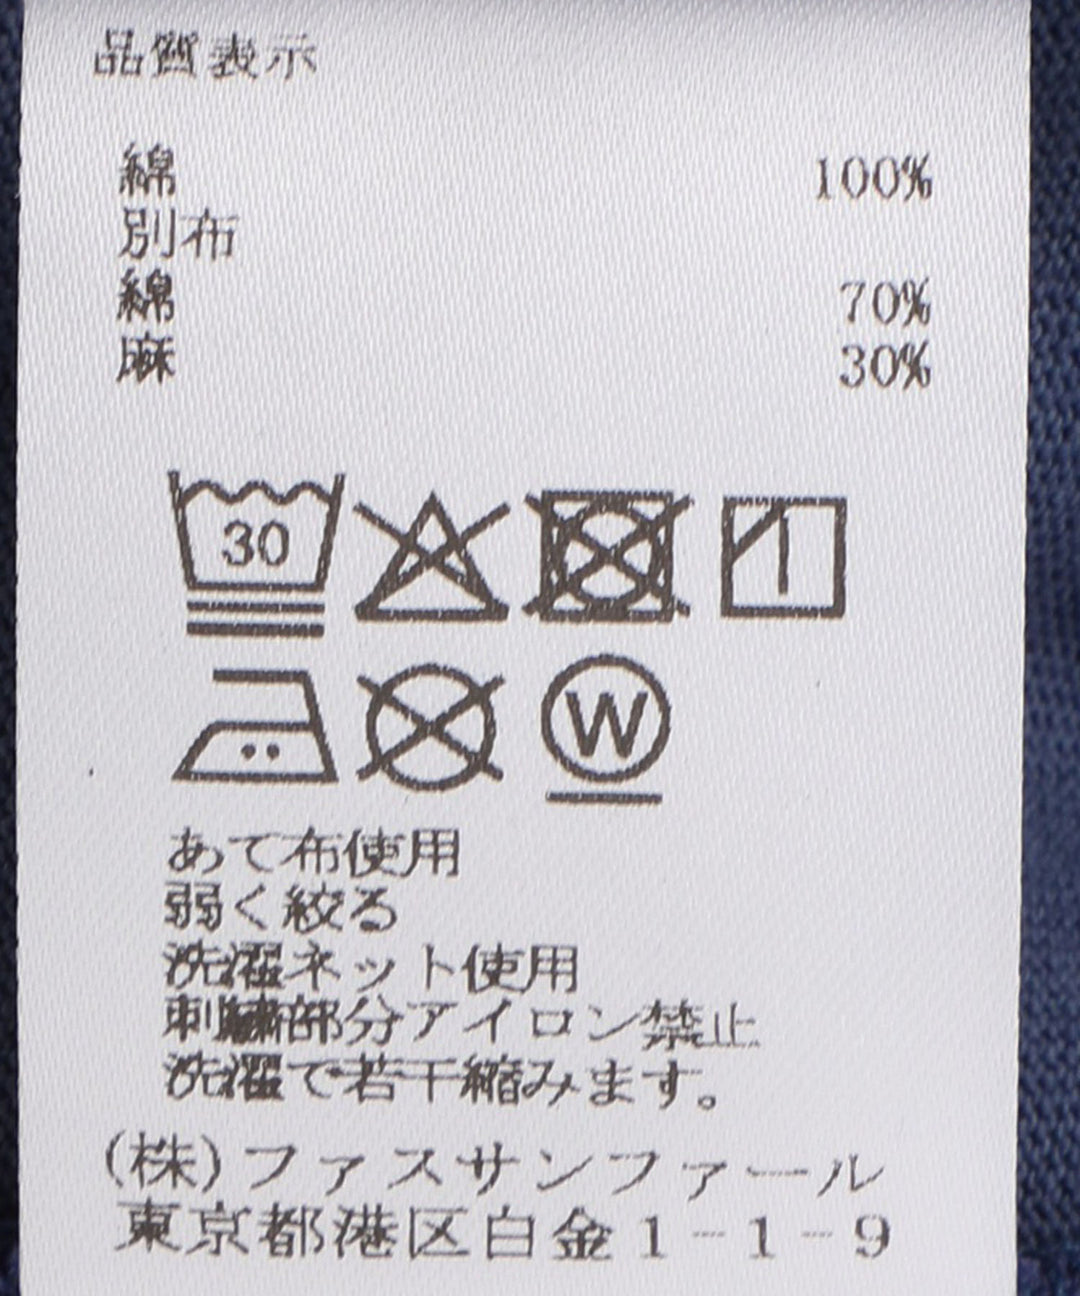 品質表示
綿 100%
別布
綿 70%
麻 30%
30
W
あて布使用
弱く絞る
洗濯ネット使用
刺繍部分アイロン禁止
洗濯で若干縮みます。
(株)ファスサンファール
東京都港区白金1-1-9